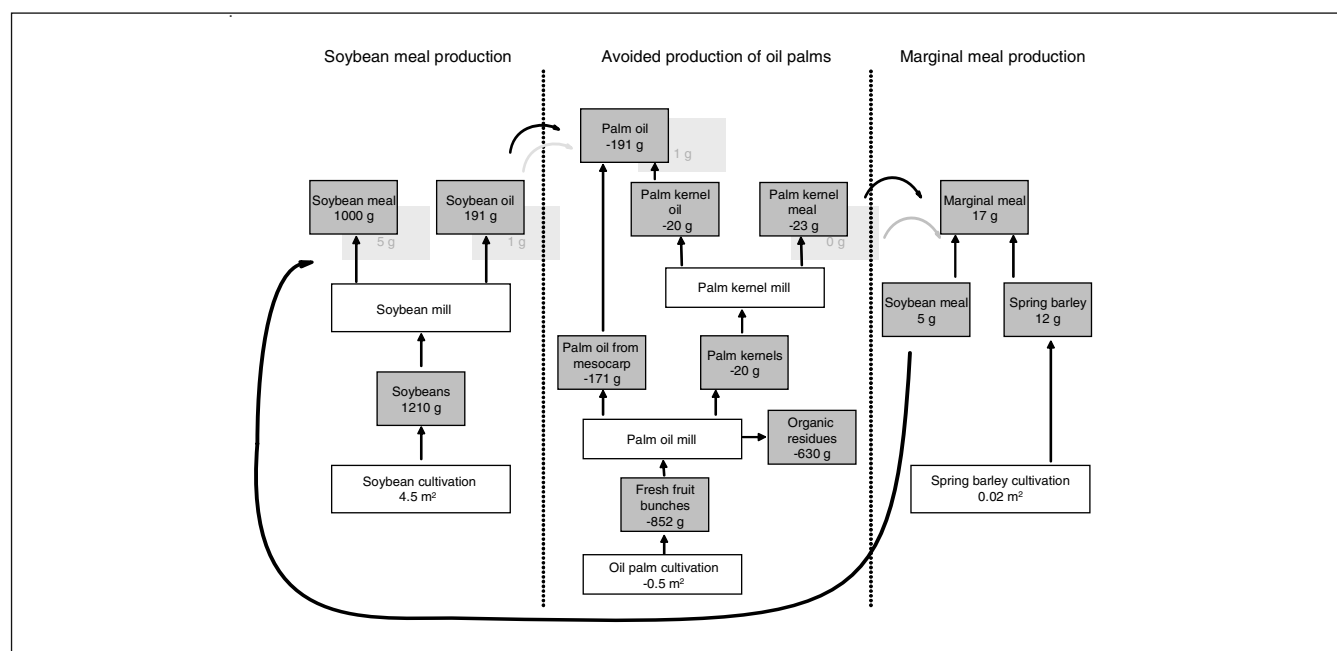 Soybean meal production
Avoided production of oil palms
Marginal meal production
Palm oil
-191 g
1 g
Soybean meal
1000 g
5 g
Soybean oil
191 g
1 g
Palm kernel
oil
-20 g
Palm kernel
meal
-23 g
0 g
Marginal meal
17 g
Soybean mill
Palm kernel mill
Soybean meal
5 g
Spring barley
12 g
Palm oil from
mesocarp
-171 g
Palm kernels
-20 g
Soybeans
1210 g
Palm oil mill
Organic
residues
-630 g
Soybean cultivation
4.5 m²
Fresh fruit
bunches
-852 g
Spring barley cultivation
0.02 m²
Oil palm cultivation
-0.5 m²